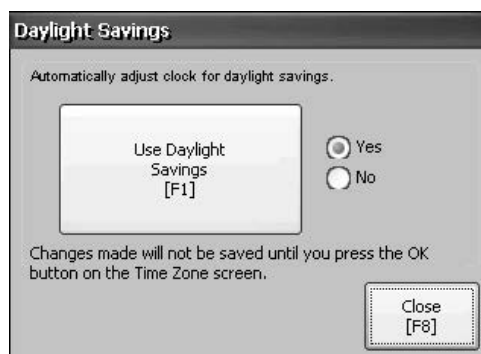 Daylight Savings
Automatically adjust clock for daylight savings.
Use Daylight
Savings
[F1]
Yes
No
Changes made will not be saved until you press the OK
button on the Time Zone screen.
Close
[F8]